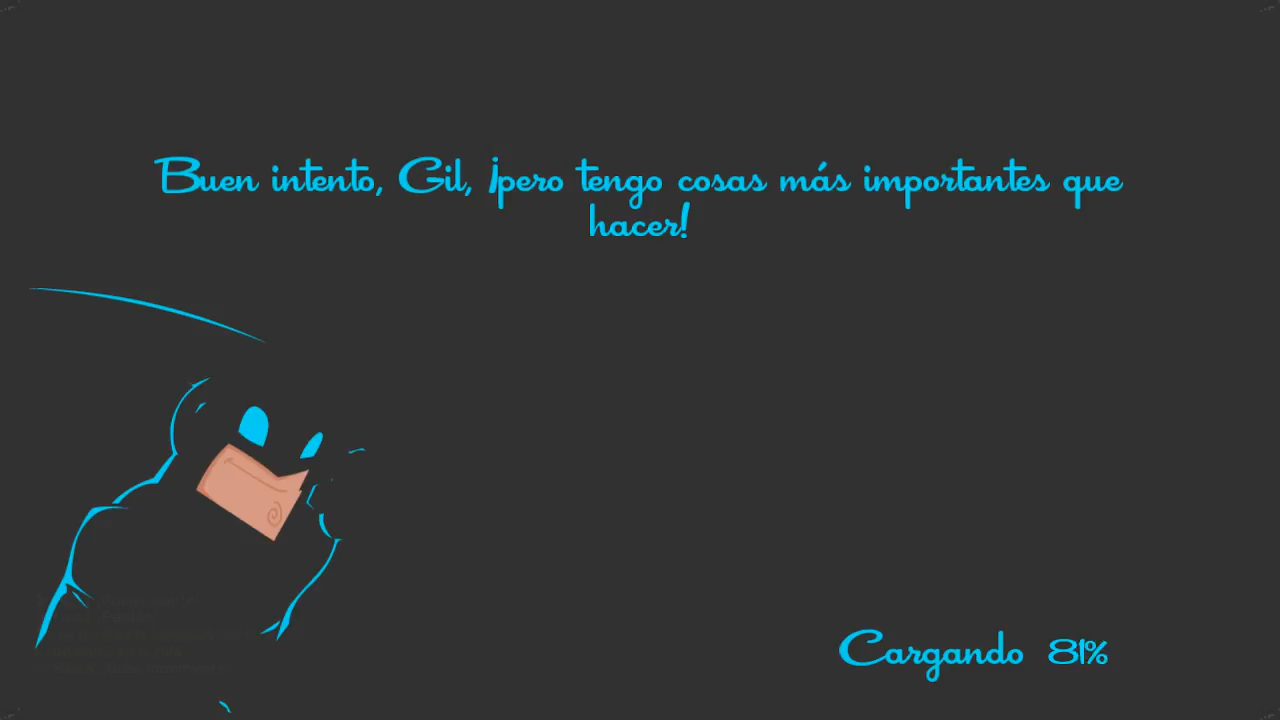 Buen intento, Gil, ¡pero tengo cosas más importantes que
hacer!
Cargando 81%